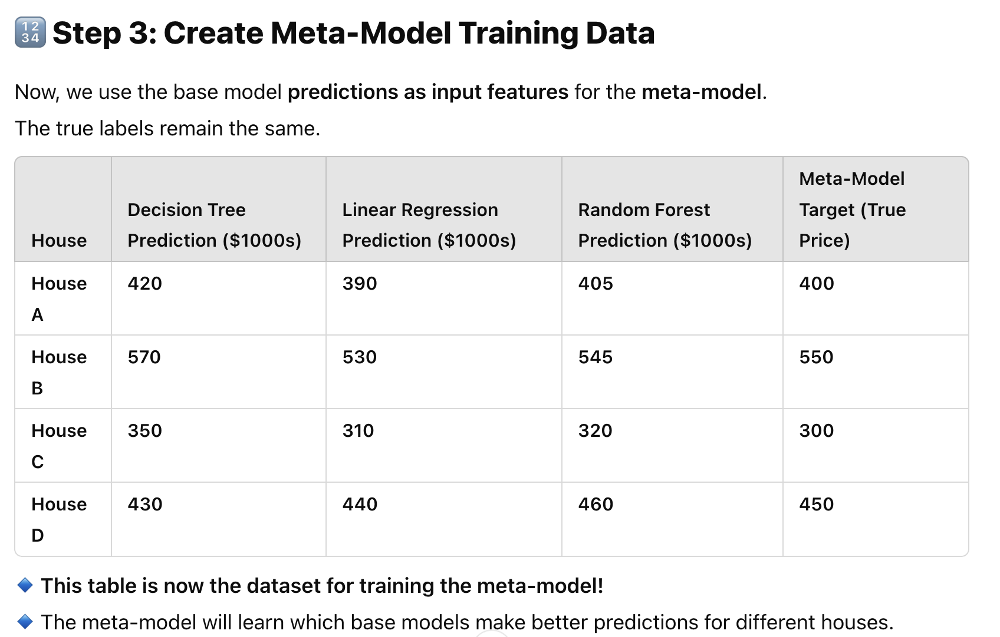 🔢 Step 3: Create Meta-Model Training Data
Now, we use the base model predictions as input features for the meta-model.
The true labels remain the same.
House | Decision Tree Prediction ($1000s) | Linear Regression Prediction ($1000s) | Random Forest Prediction ($1000s) | Meta-Model Target (True Price)
House A | 420 | 390 | 405 | 400
House B | 570 | 530 | 545 | 550
House C | 350 | 310 | 320 | 300
House D | 430 | 440 | 460 | 450
🔹 This table is now the dataset for training the meta-model!
🔹 The meta-model will learn which base models make better predictions for different houses.